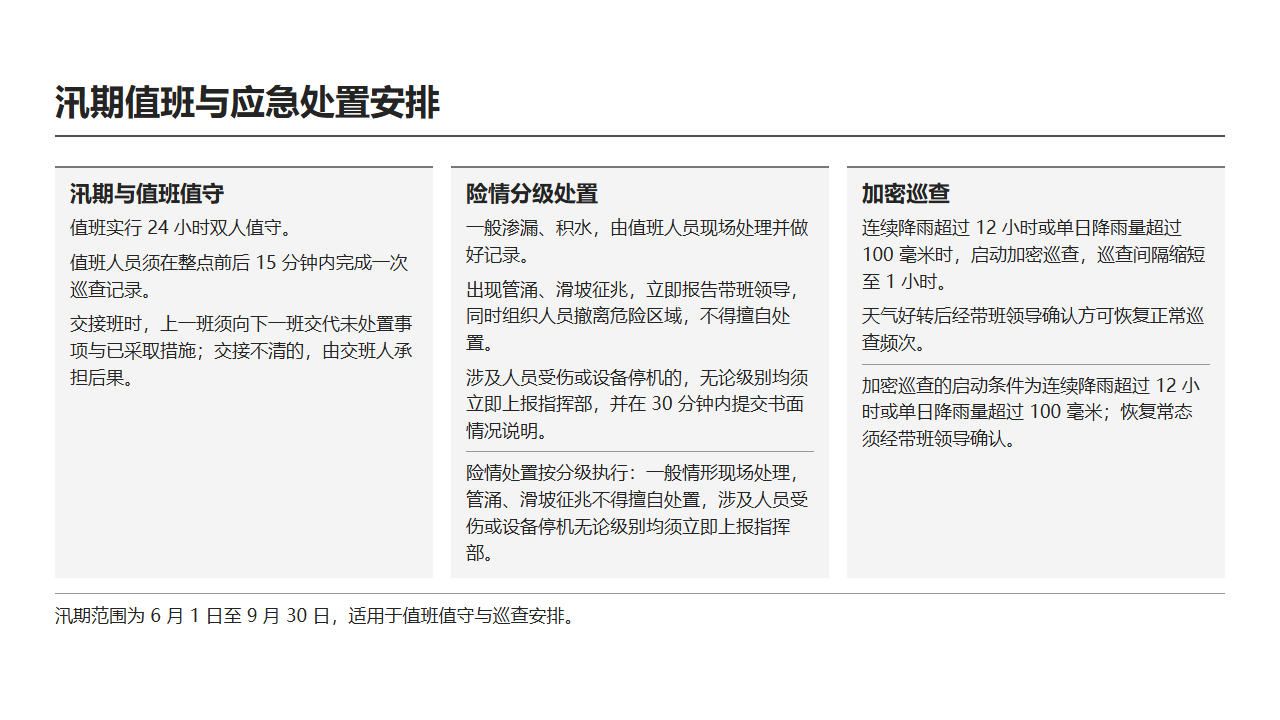 汛期值班与应急处置安排
汛期与值班值守
值班实行 24 小时双人值守。
值班人员须在整点前后 15 分钟内完成一次
巡查记录。
交接班时，上一班须向下一班交代未处置事
项与已采取措施；交接不清的，由交班人承
担后果。
险情分级处置
一般渗漏、积水，由值班人员现场处理并做
好记录。
出现管涌、滑坡征兆，立即报告带班领导，
同时组织人员撤离危险区域，不得擅自处
置。
涉及人员受伤或设备停机的，无论级别均须
立即上报指挥部，并在 30 分钟内提交书面
情况说明。
险情处置按分级执行：一般情形现场处理，
管涌、滑坡征兆不得擅自处置，涉及人员受
伤或设备停机无论级别均须立即上报指挥
部。
加密巡查
连续降雨超过 12 小时或单日降雨量超过
100 毫米时，启动加密巡查，巡查间隔缩短
至 1 小时。
天气好转后经带班领导确认方可恢复正常巡
查频次。
加密巡查的启动条件为连续降雨超过 12 小
时或单日降雨量超过 100 毫米；恢复常态
须经带班领导确认。
汛期范围为 6 月 1 日至 9 月 30 日，适用于值班值守与巡查安排。